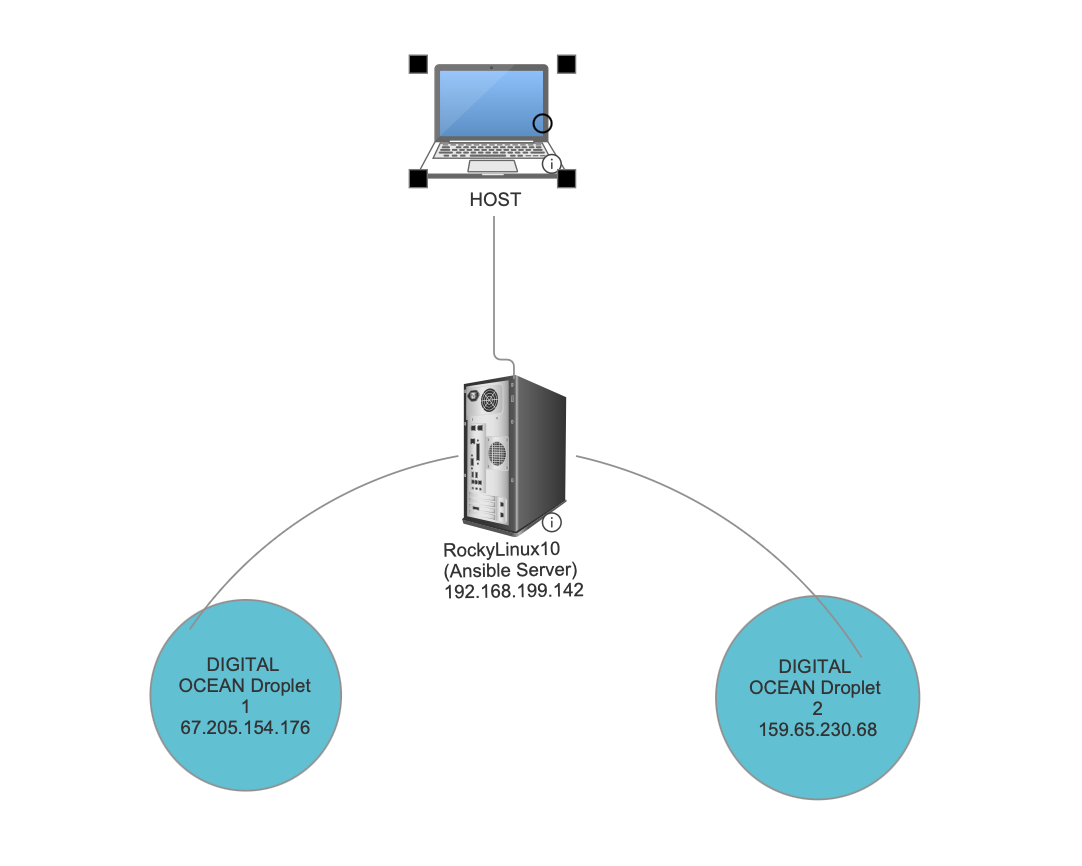 HOST
RockyLinux10
(Ansible Server)
192.168.199.142
DIGITAL
OCEAN Droplet
1
67.205.154.176
DIGITAL
OCEAN Droplet
2
159.65.230.68